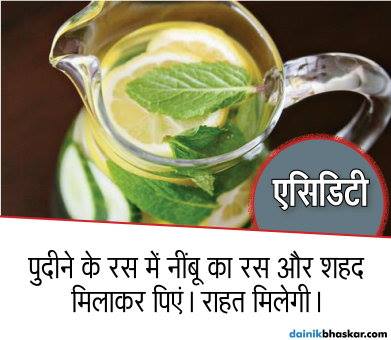 एसिडिटी
पुदीने के रस में नींबू का रस और शहद
मिलाकर पिएं। राहत मिलेगी।
dainikbhaskar.com